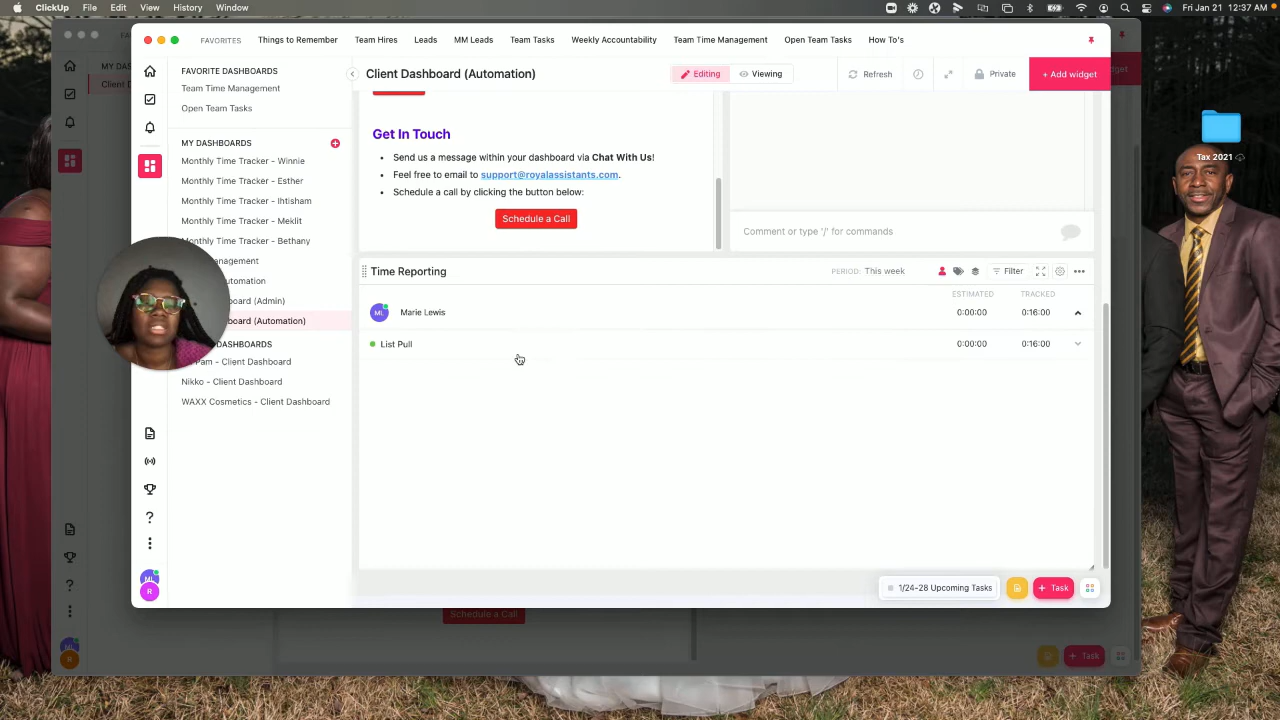 ClickUp File Edit View History Window Help
Fri Jan 21 12:37 AM
FAVORITES Things to Remember Team Hires Leads MM Leads Team Tasks Weekly Accountability Team Time Management Open Team Tasks How To's
FAVORITE DASHBOARDS
Team Time Management
Open Team Tasks
MY DASHBOARDS
Monthly Time Tracker - Winnie
Monthly Time Tracker - Esther
Monthly Time Tracker - Ihtisham
Monthly Time Tracker - Meklit
Monthly Time Tracker - Bethany
Client Dashboard (Automation)
Editing
Viewing
Refresh
Private
+ Add widget
Get In Touch
• Send us a message within your dashboard via Chat With Us!
• Feel free to email to support@royalassistants.com.
• Schedule a call by clicking the button below:
Schedule a Call
Comment or type '/' for commands
Time Reporting
PERIOD: This week
Filter
ESTIMATED TRACKED
ML Marie Lewis 0:00:00 0:16:00
List Pull 0:00:00 0:16:00
(Admin)
(Automation)
DASHBOARDS
Pam - Client Dashboard
Nikko - Client Dashboard
WAXX Cosmetics - Client Dashboard
ML
R
1/24-28 Upcoming Tasks
+ Task
Schedule a Call
+ Task
R
Tax 2021